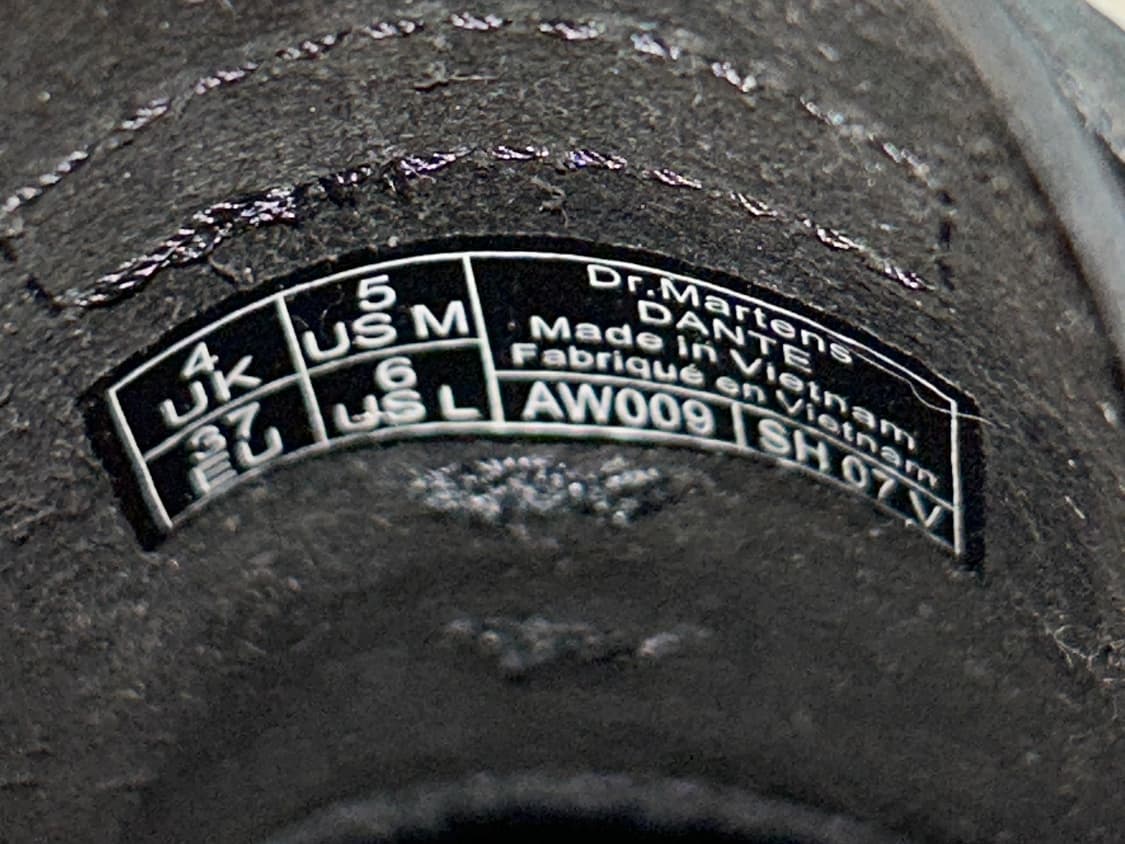 4
UK
37
EU
5
US M
6
US L
Dr.Martens
DANTE
Made in Vietnam
Fabriqué en Vietnam
AW009
SH 07 V